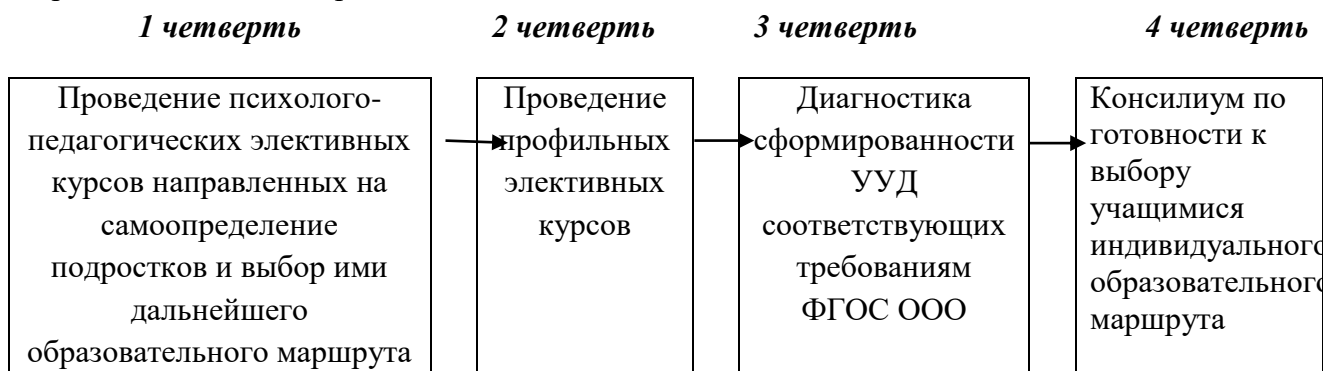 1 четверть
2 четверть
3 четверть
4 четверть
Проведение психолого-
педагогических элективных
курсов направленных на
самоопределение
подростков и выбор ими
дальнейшего
образовательного маршрута
Проведение
профильных
элективных
курсов
Диагностика
сформированности
УУД
соответствующих
требованиям
ФГОС ООО
Консилиум по
готовности к
выбору
учащимися
индивидуального
образовательного
маршрута